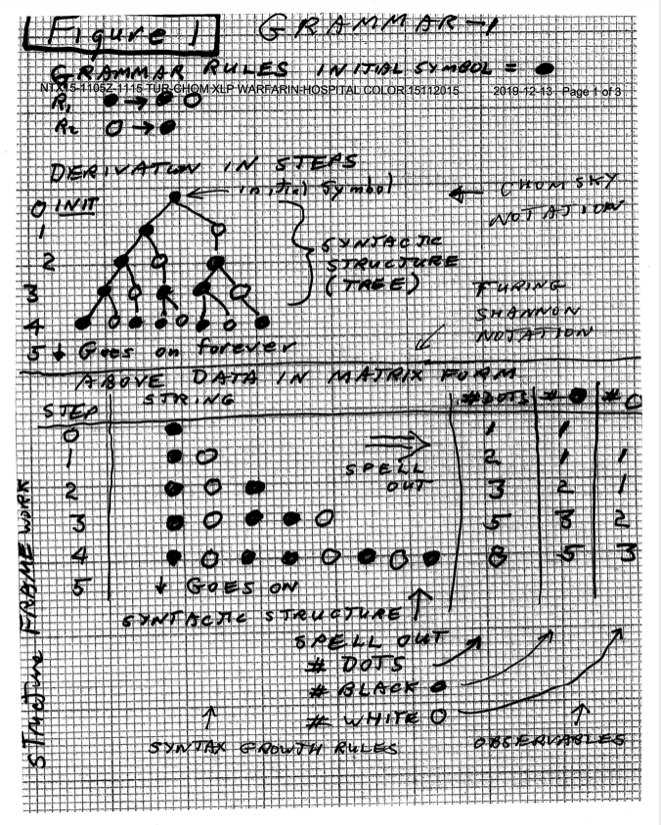 Figure 1 GRAMMAR-1
GRAMMAR RULES INITIAL SYMBOL = ●
NTX15-1105Z-1115 TUR-CHOM XLP WARFARIN-HOSPITAL COLOR 15112015 2019-12-13 Page 1 of 3
R1 ● → ● ○
R2 ○ → ●
DERIVATION IN STEPS
0 INIT ← initial symbol ← CHOMSKY
NOTATION
1
2 SYNTACTIC
STRUCTURE
3 (TREE) TURING
SHANNON
4 NOTATION
5 ↓ Goes on forever
ABOVE DATA IN MATRIX FORM
STEP STRING #DOTS # ● # ○
0 ● 1 1
1 ● ○ 2 1 1
SPELL
OUT
2 ● ○ ● 3 2 1
3 ● ○ ● ● ○ 5 3 2
4 ● ○ ● ● ○ ● ○ ● 8 5 3
5 ↓ GOES ON
SYNTACTIC STRUCTURE ↑
SPELL OUT
# DOTS
# BLACK ●
# WHITE ○
SYNTAX GROWTH RULES
OBSERVABLES
STRUCTURE FRAMEWORK